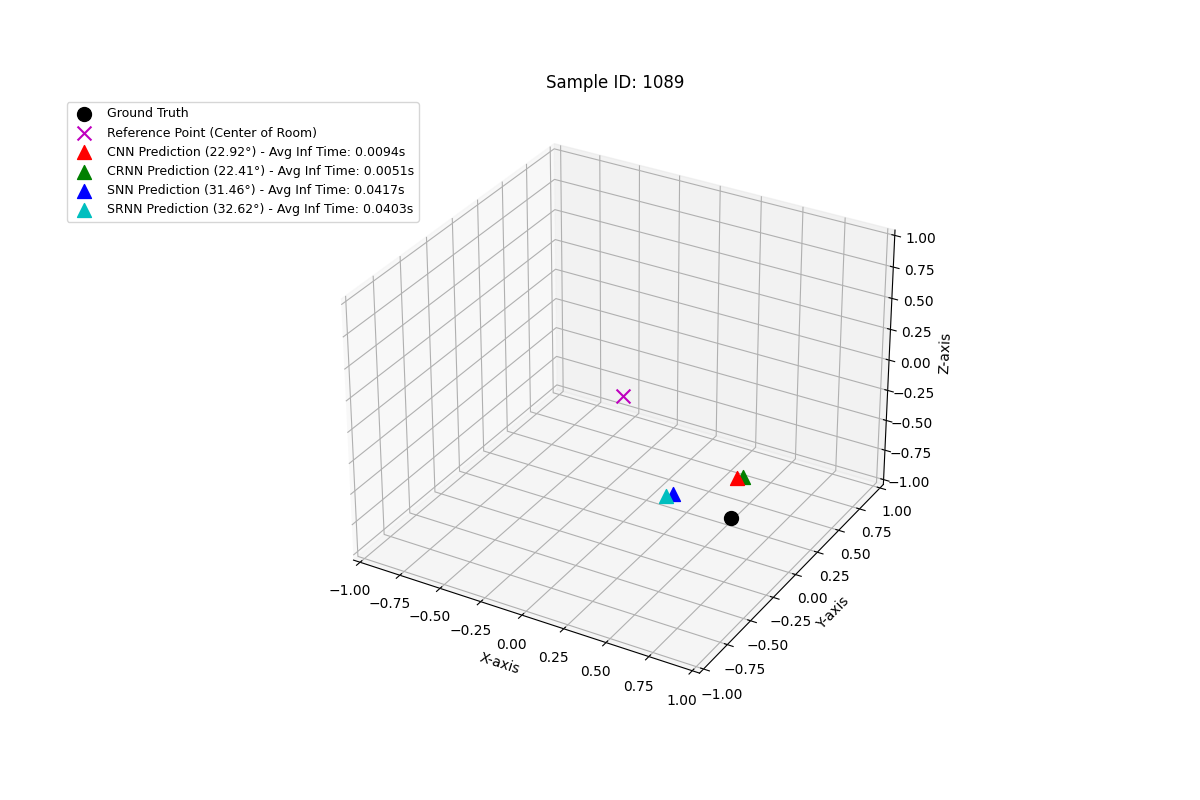 Sample ID: 1089
Ground Truth
Reference Point (Center of Room)
CNN Prediction (22.92°) - Avg Inf Time: 0.0094s
CRNN Prediction (22.41°) - Avg Inf Time: 0.0051s
SNN Prediction (31.46°) - Avg Inf Time: 0.0417s
SRNN Prediction (32.62°) - Avg Inf Time: 0.0403s
1.00
0.75
0.50
0.25
0.00
−0.25
−0.50
−0.75
−1.00
Z-axis
1.00
0.75
0.50
0.25
0.00
−0.25
−0.50
−0.75
−1.00
Y-axis
−1.00
−0.75
−0.50
−0.25
0.00
0.25
0.50
0.75
1.00
X-axis